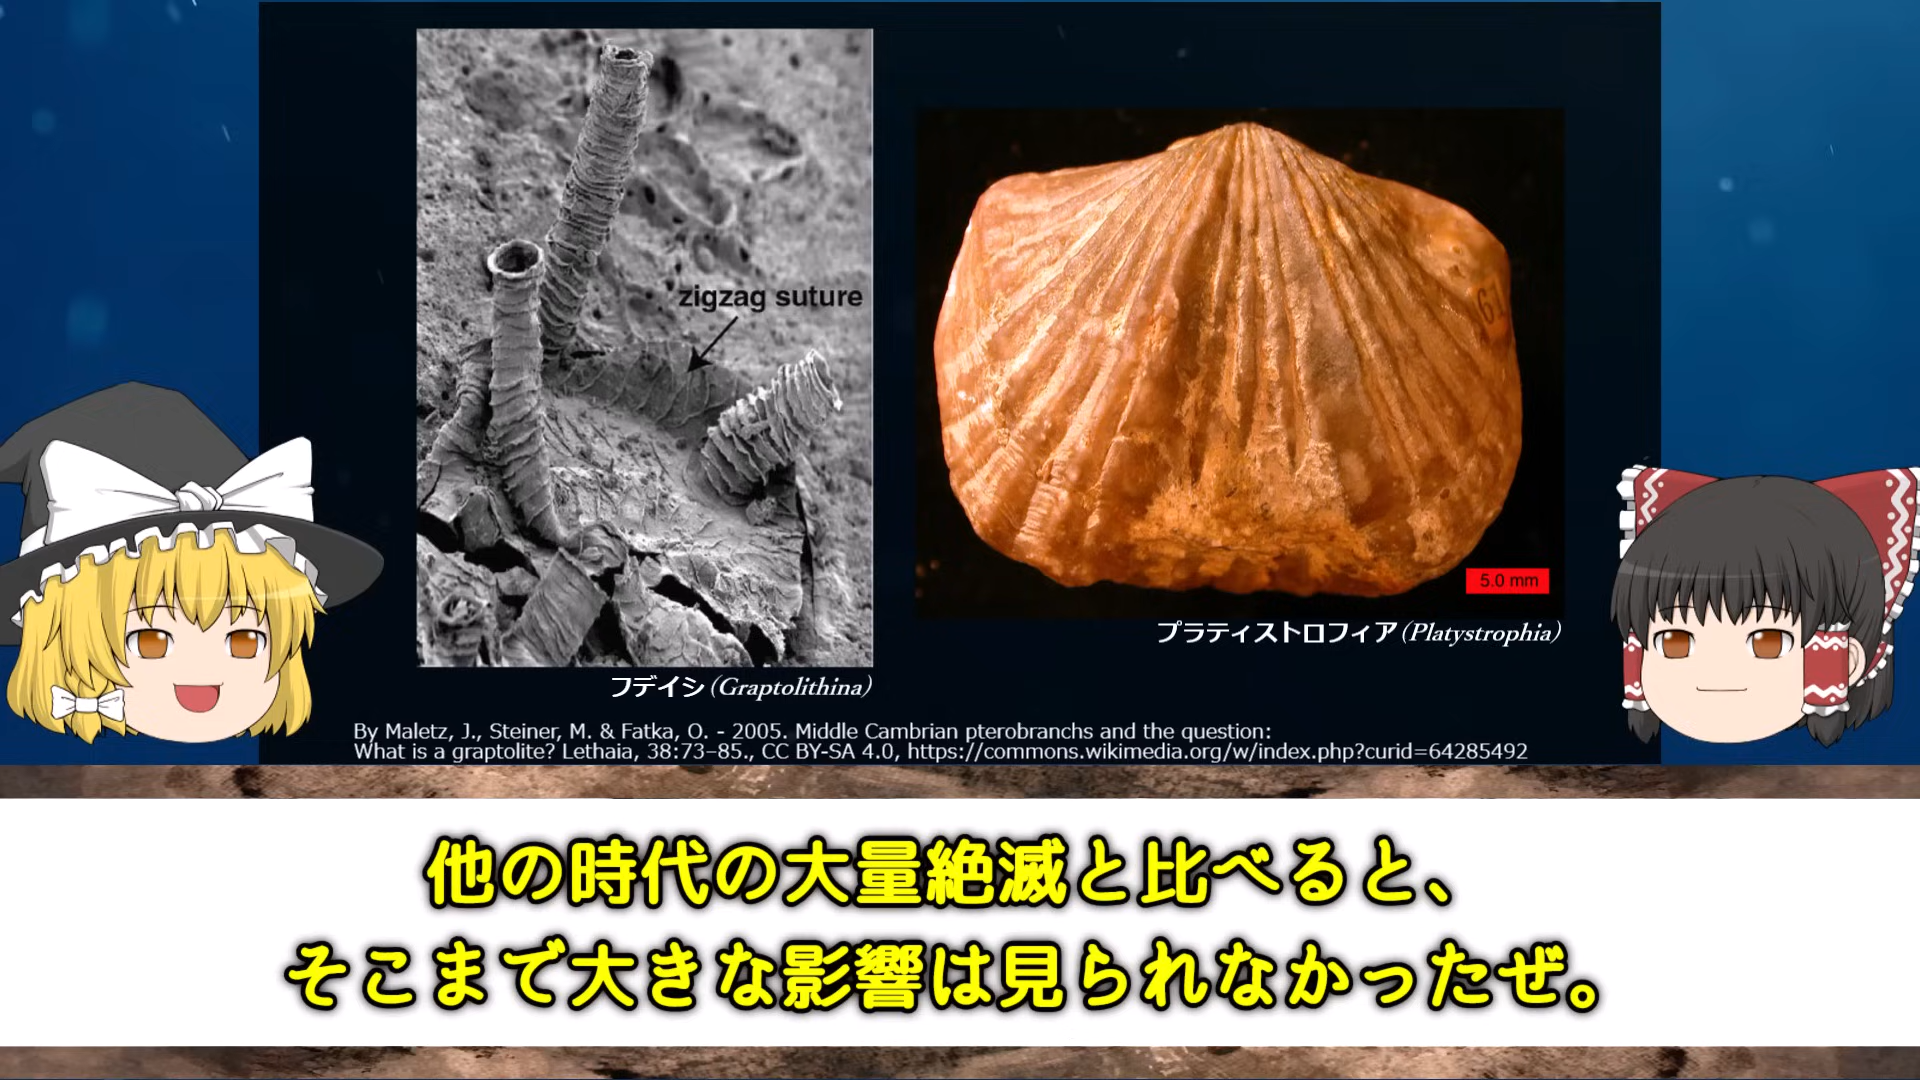 zigzag suture
61
5.0 mm
プラティストロフィア (Platystrophia)
フデイシ (Graptolithina)
By Maletz, J., Steiner, M. & Fatka, O. - 2005. Middle Cambrian pterobranchs and the question:
What is a graptolite? Lethaia, 38:73–85., CC BY-SA 4.0, https://commons.wikimedia.org/w/index.php?curid=64285492
他の時代の大量絶滅と比べると、
そこまで大きな影響は見られなかったぜ。